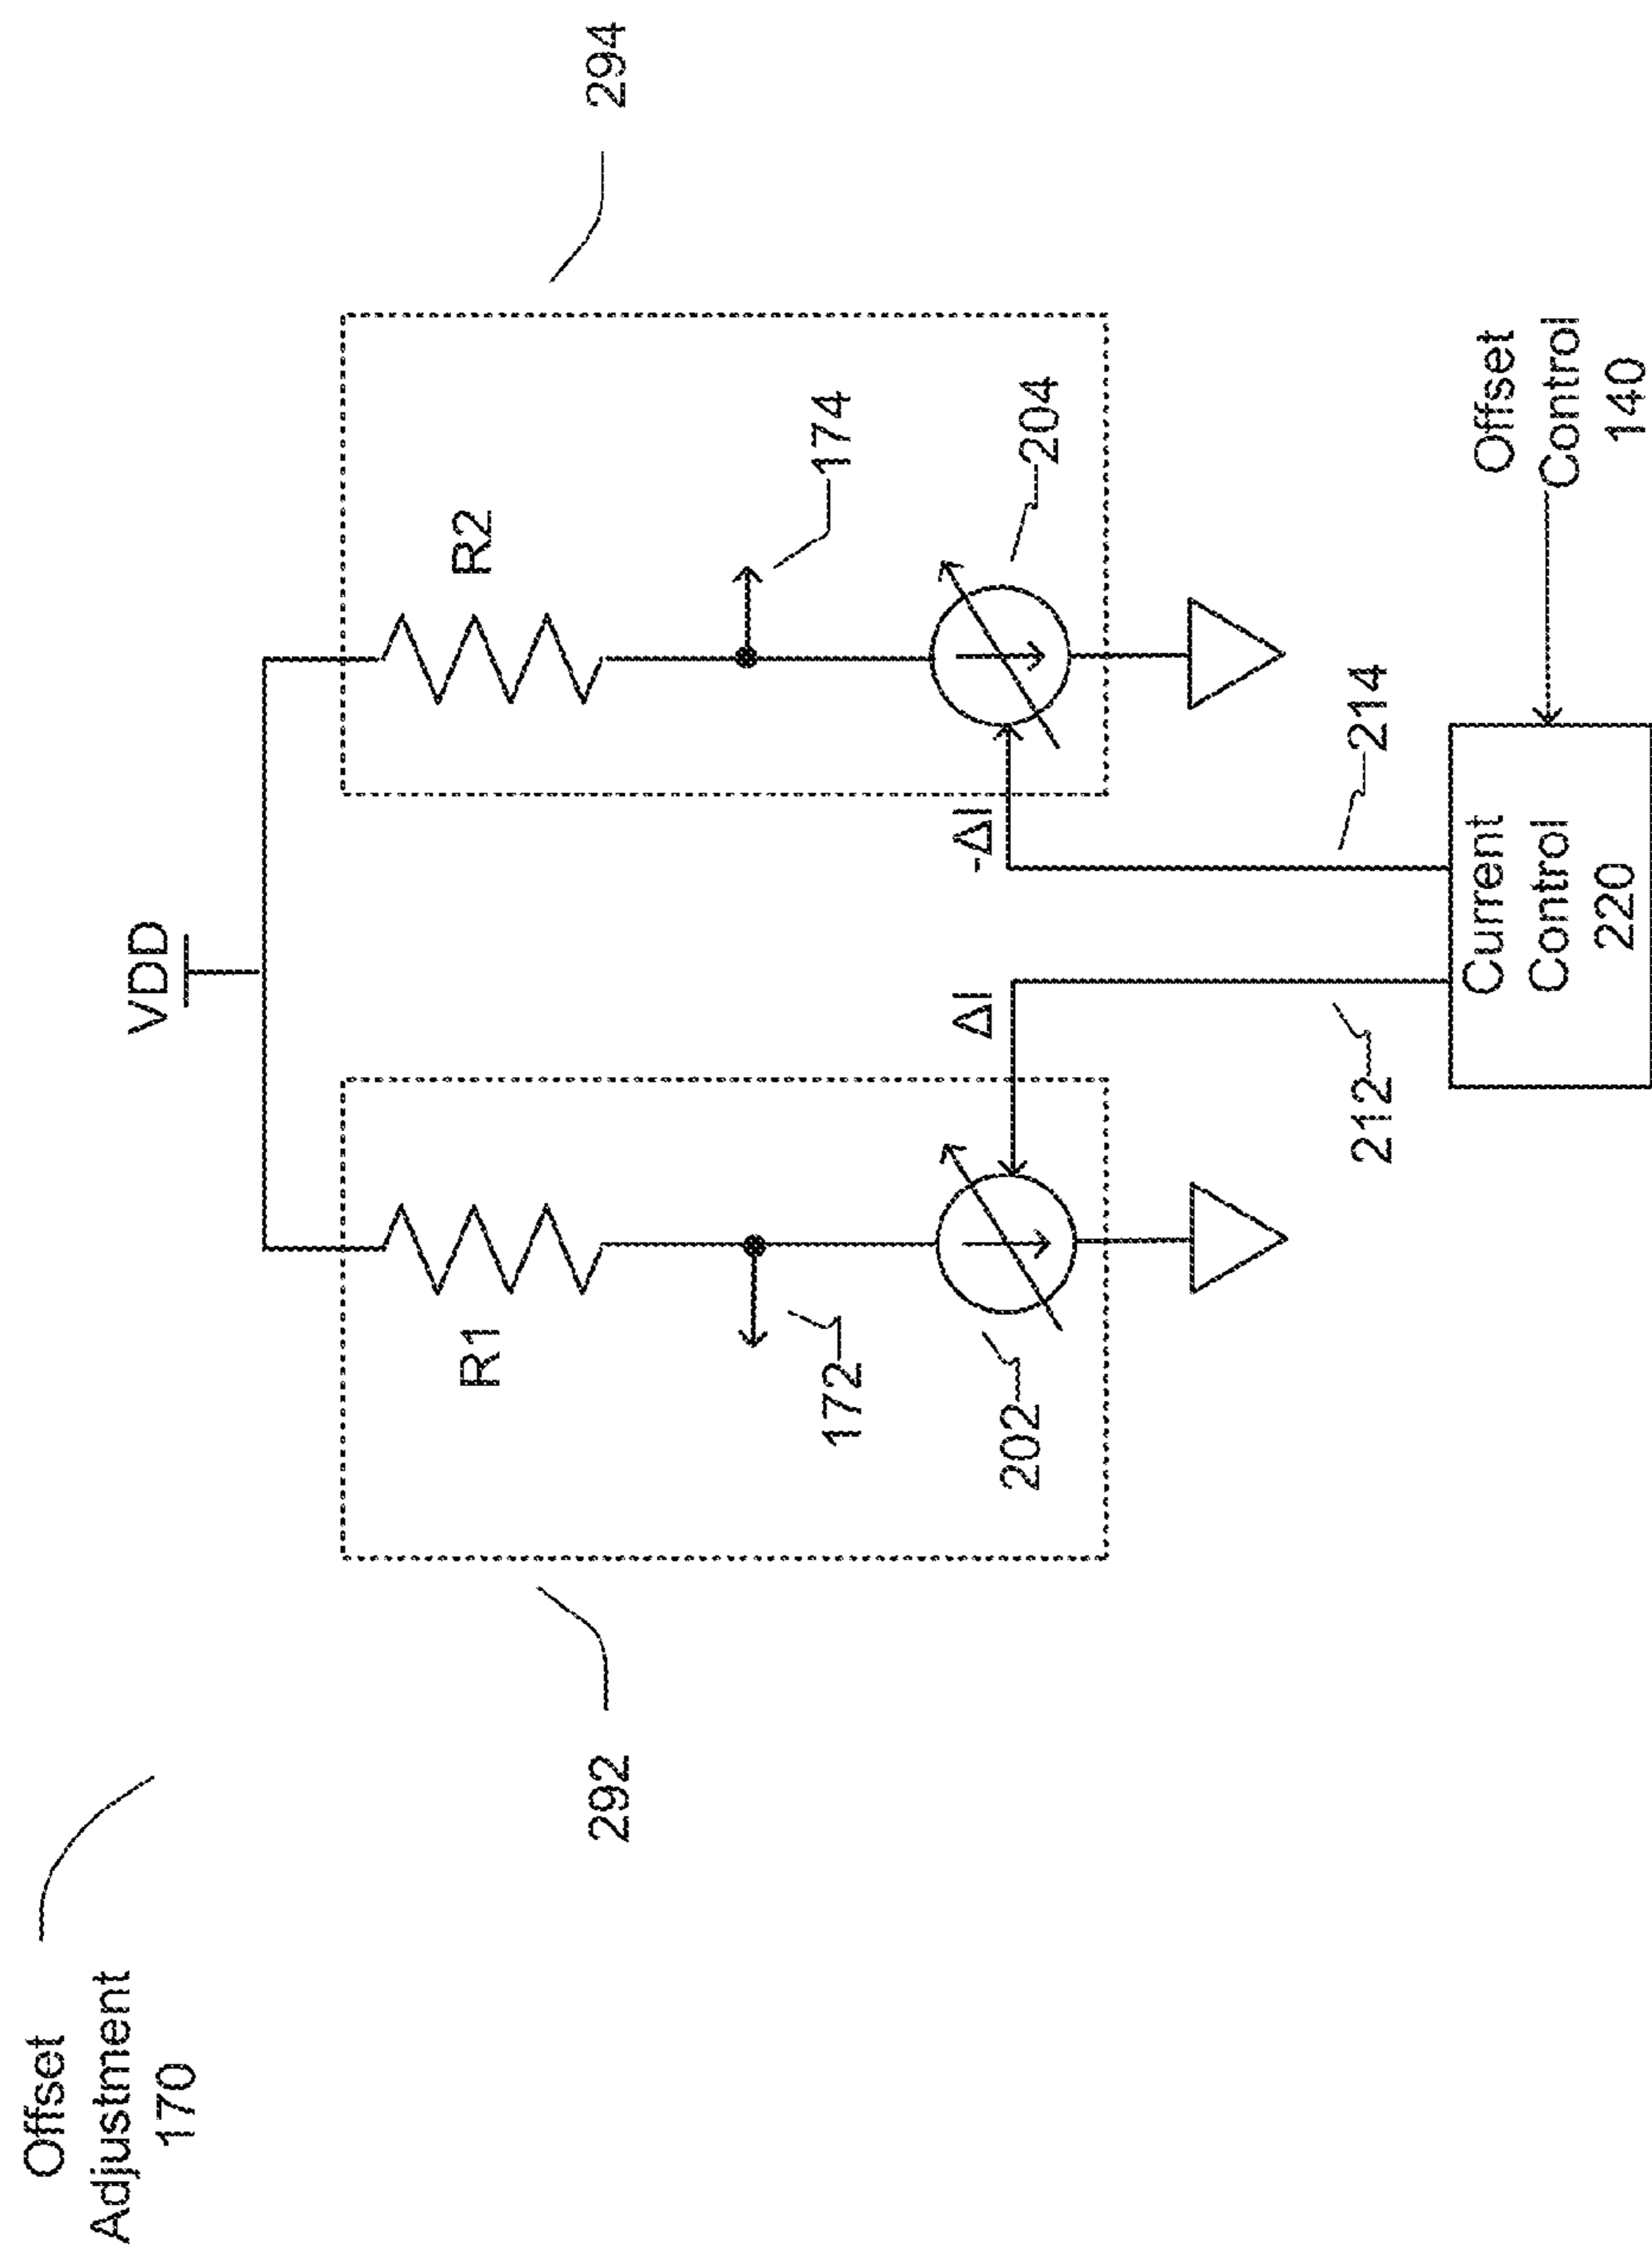 Offset
Adjustment
170
VDD
R1
R2
292
294
172
174
202
204
ΔI
-ΔI
212
214
Current
Control
220
Offset
Control
140